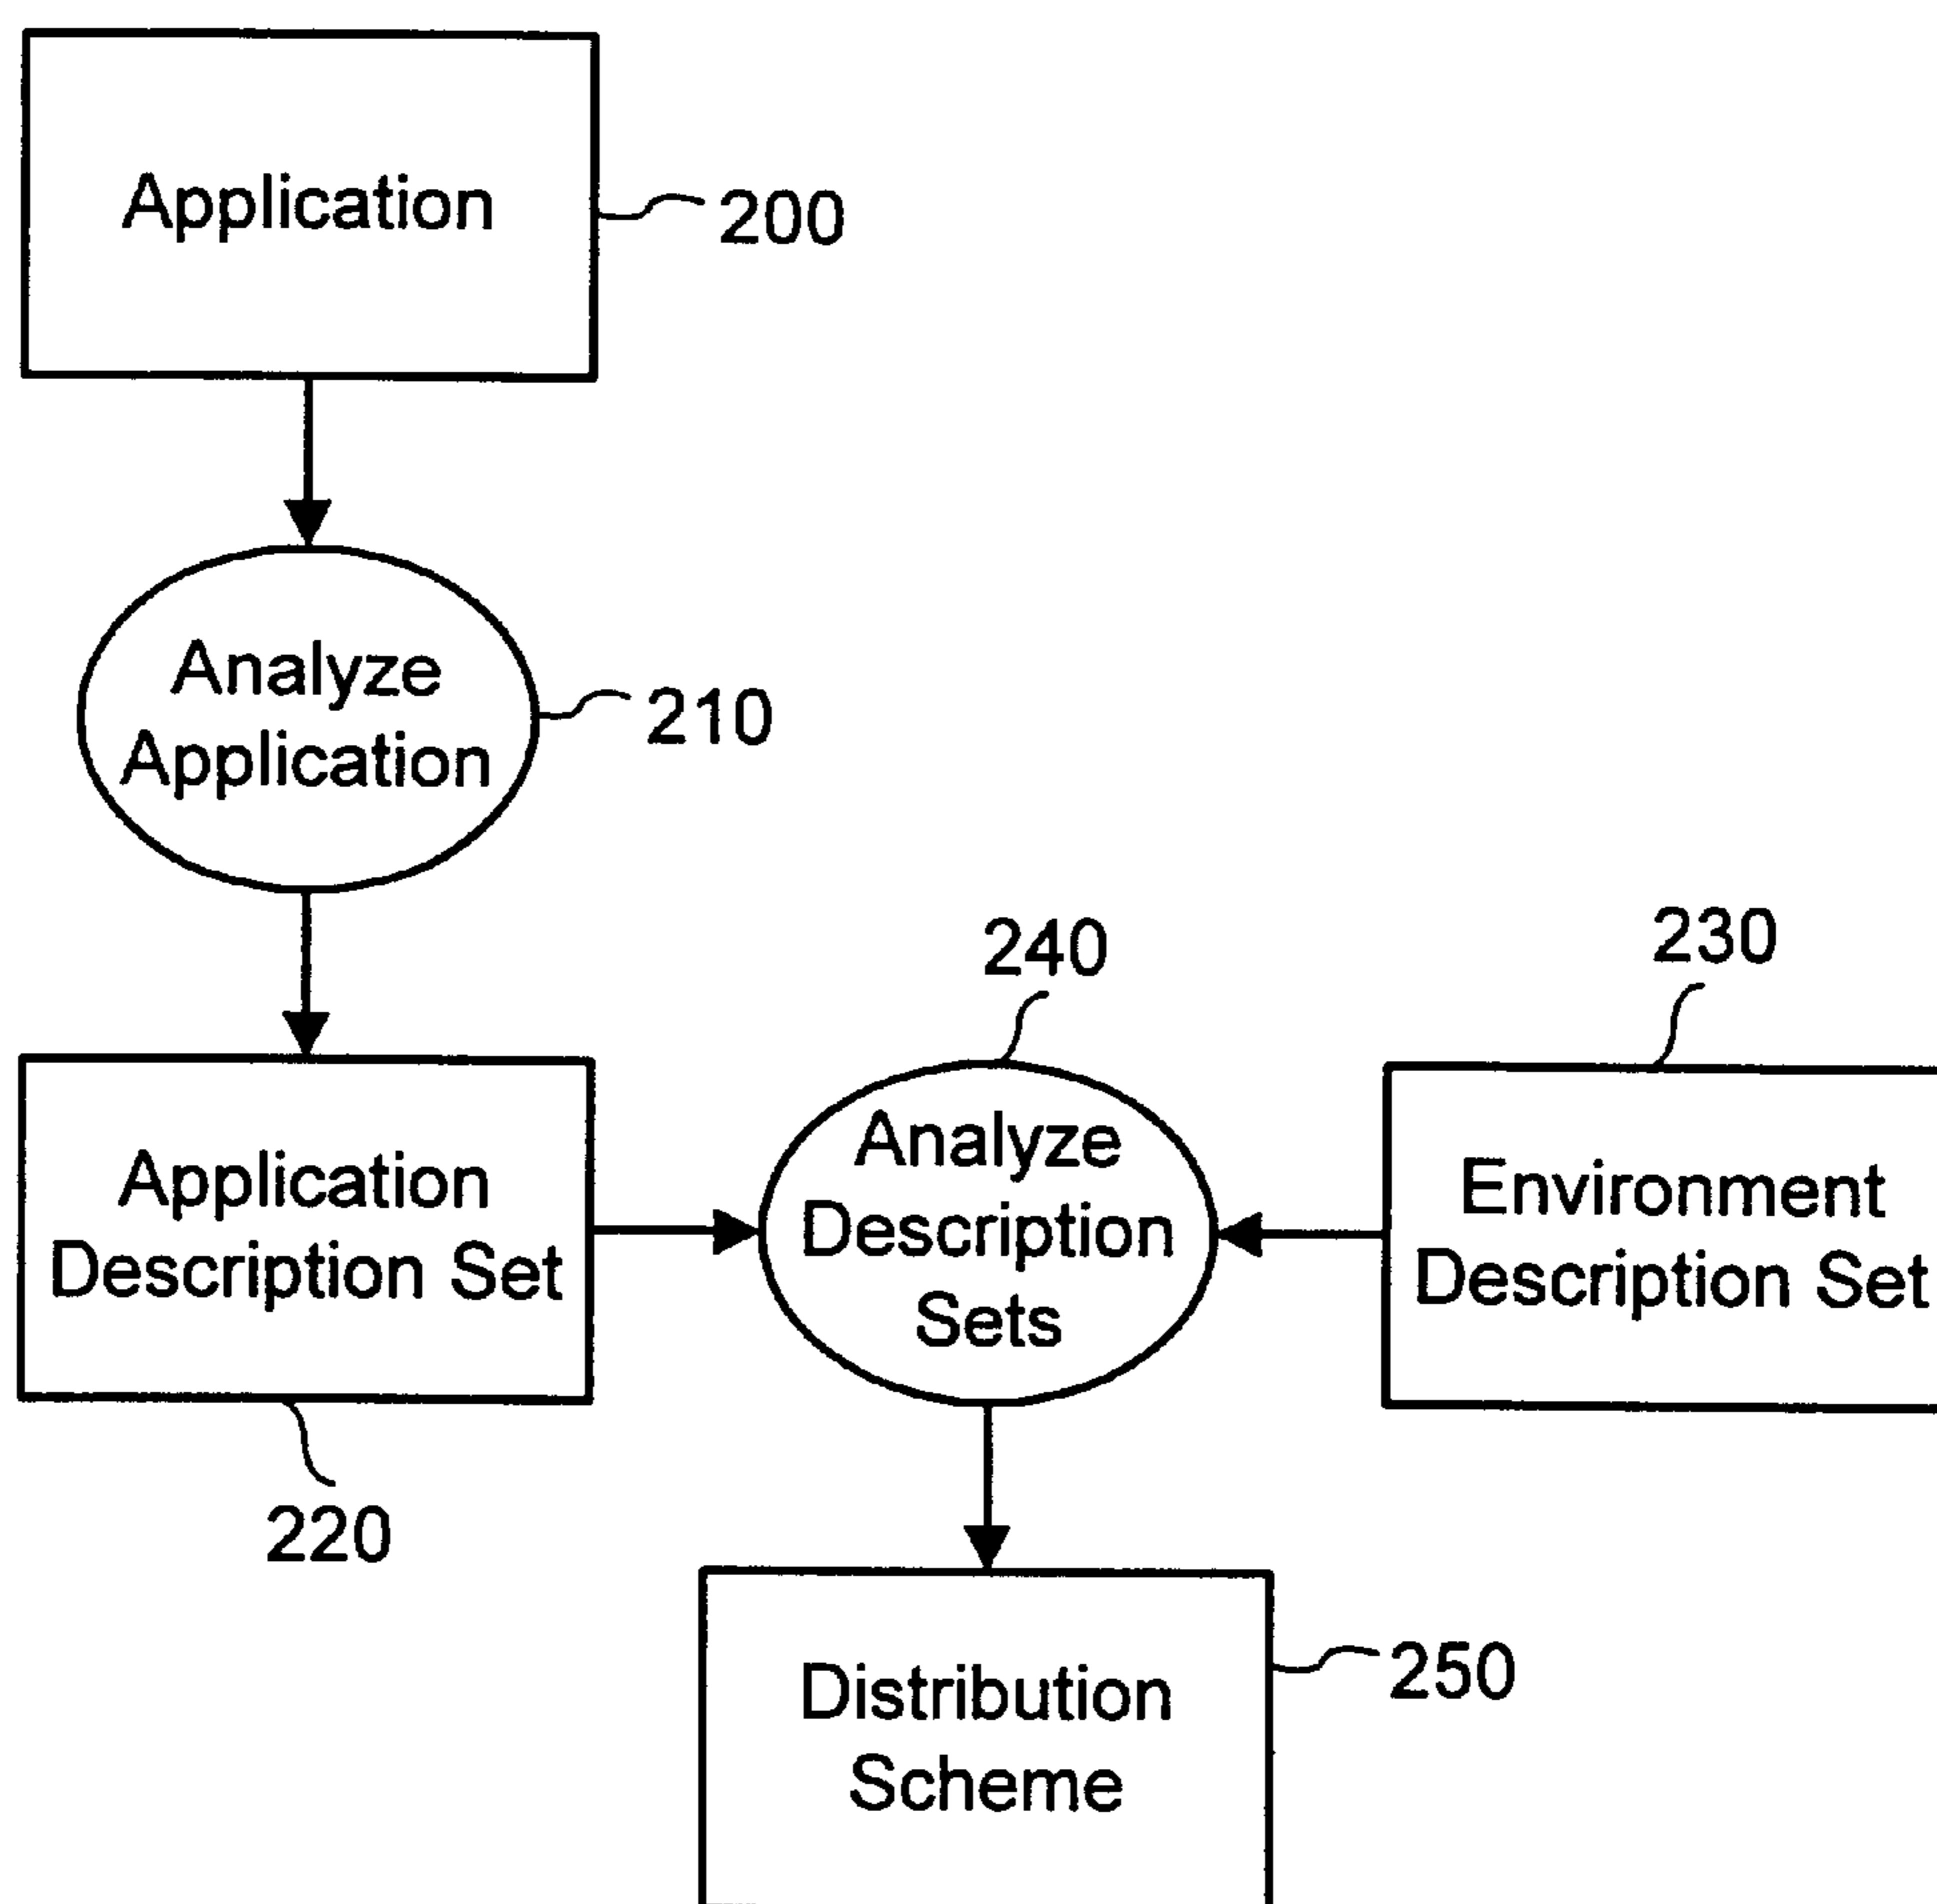 Application
200
Analyze
Application
210
240
230
Application
Description Set
Analyze
Description
Sets
Environment
Description Set
220
Distribution
Scheme
250